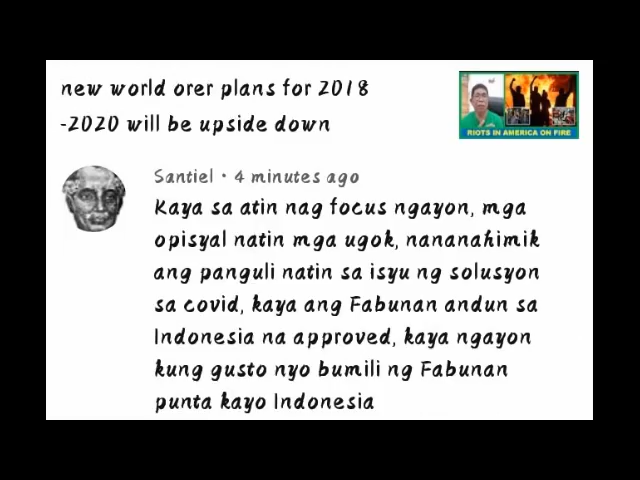 new world orer plans for 2018
-2020 will be upside down
RIOTS IN AMERICA ON FIRE
Santiel • 4 minutes ago
Kaya sa atin nag focus ngayon, mga
opisyal natin mga ugok, nananahimik
ang panguli natin sa isyu ng solusyon
sa covid, kaya ang Fabunan andun sa
Indonesia na approved, kaya ngayon
kung gusto nyo bumili ng Fabunan
punta kayo Indonesia